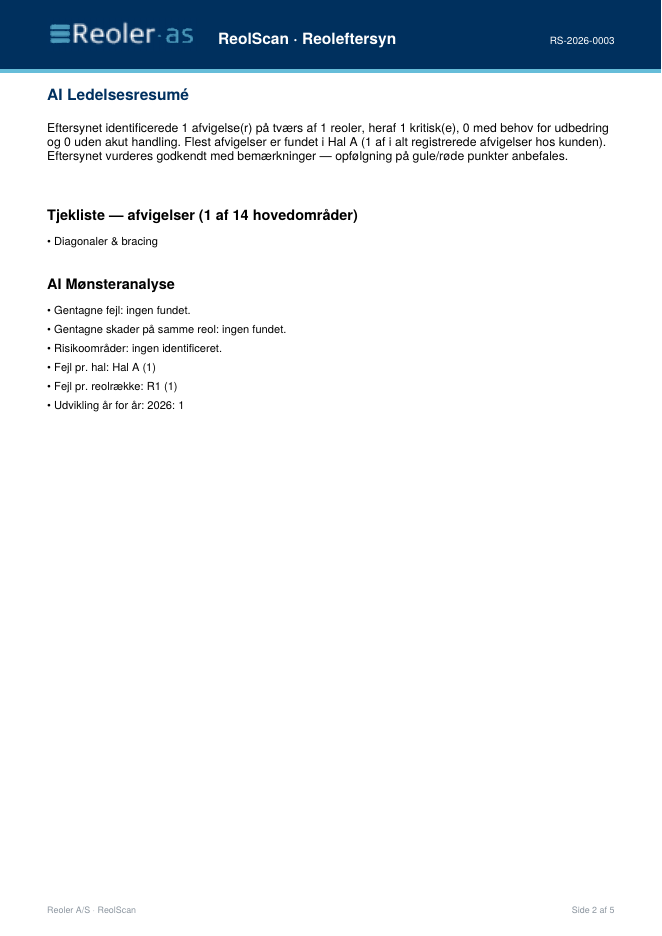 Reoler·as
ReolScan · Reoleftersyn
RS-2026-0003
AI Ledelsesresumé
Eftersynet identificerede 1 afvigelse(r) på tværs af 1 reoler, heraf 1 kritisk(e), 0 med behov for udbedring
og 0 uden akut handling. Flest afvigelser er fundet i Hal A (1 af i alt registrerede afvigelser hos kunden).
Eftersynet vurderes godkendt med bemærkninger — opfølgning på gule/røde punkter anbefales.
Tjekliste — afvigelser (1 af 14 hovedområder)
• Diagonaler & bracing
AI Mønsteranalyse
• Gentagne fejl: ingen fundet.
• Gentagne skader på samme reol: ingen fundet.
• Risikoområder: ingen identificeret.
• Fejl pr. hal: Hal A (1)
• Fejl pr. reolrække: R1 (1)
• Udvikling år for år: 2026: 1
Reoler A/S · ReolScan
Side 2 af 5